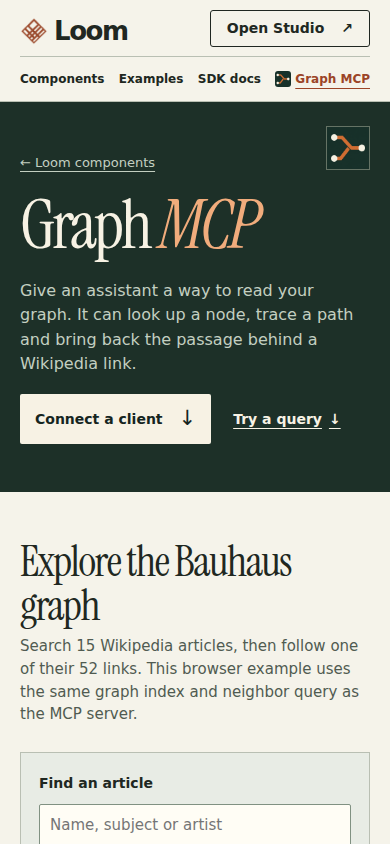 Loom
Open Studio ↗
Components Examples SDK docs Graph MCP
← Loom components
Graph MCP
Give an assistant a way to read your
graph. It can look up a node, trace a path
and bring back the passage behind a
Wikipedia link.
Connect a client ↓ Try a query ↓
Explore the Bauhaus
graph
Search 15 Wikipedia articles, then follow one
of their 52 links. This browser example uses
the same graph index and neighbor query as
the MCP server.
Find an article
Name, subject or artist